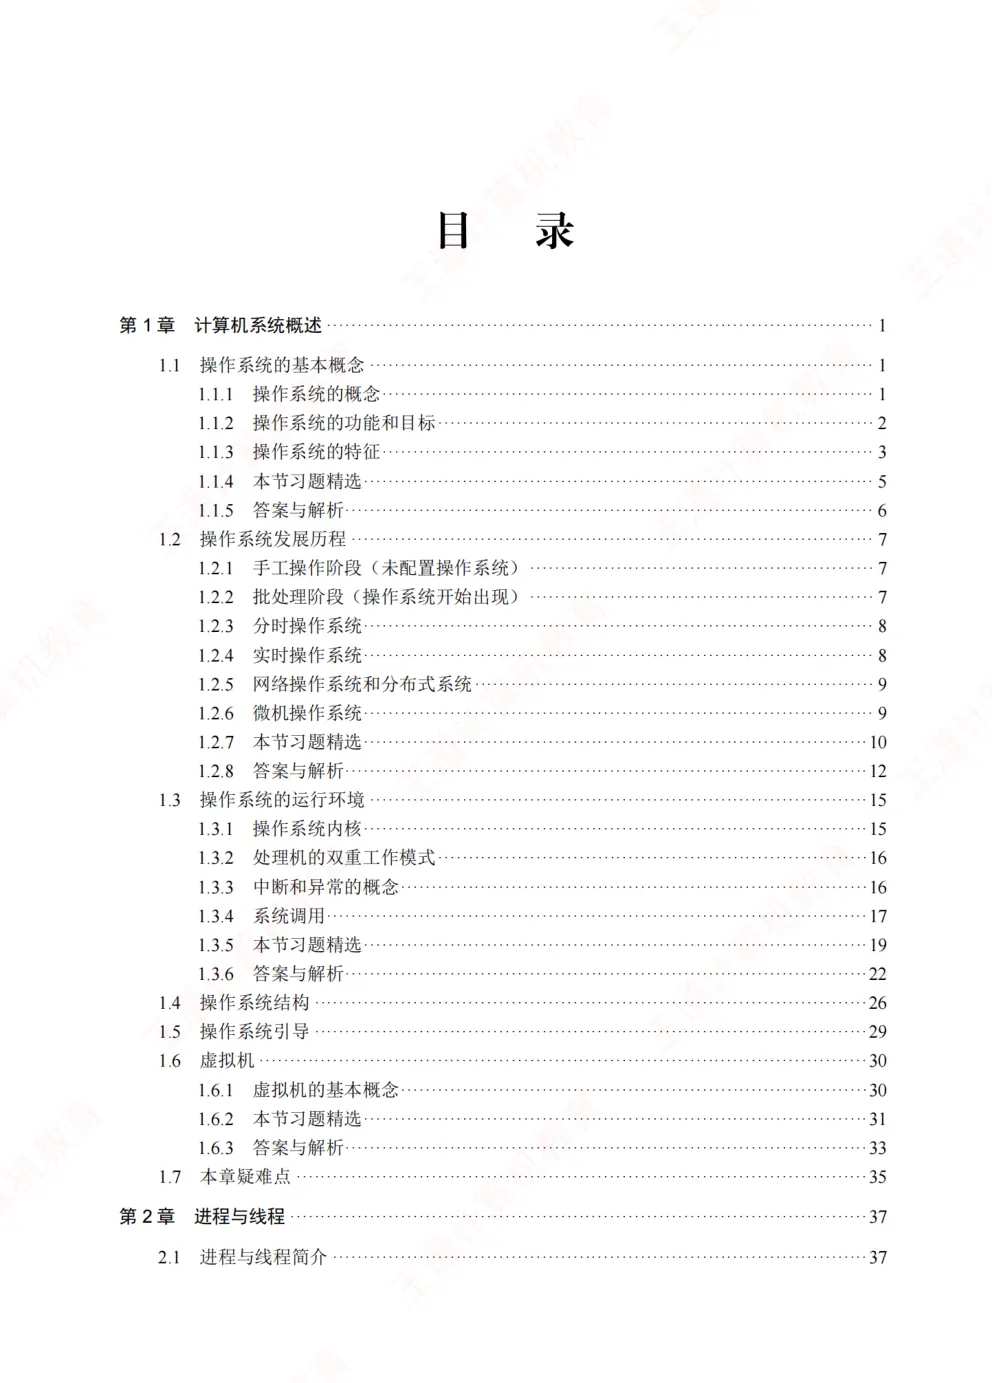 目 录
第 1 章 计算机系统概述 1
1.1 操作系统的基本概念 1
1.1.1 操作系统的概念 1
1.1.2 操作系统的功能和目标 2
1.1.3 操作系统的特征 3
1.1.4 本节习题精选 5
1.1.5 答案与解析 6
1.2 操作系统发展历程 7
1.2.1 手工操作阶段（未配置操作系统） 7
1.2.2 批处理阶段（操作系统开始出现） 7
1.2.3 分时操作系统 8
1.2.4 实时操作系统 8
1.2.5 网络操作系统和分布式系统 9
1.2.6 微机操作系统 9
1.2.7 本节习题精选 10
1.2.8 答案与解析 12
1.3 操作系统的运行环境 15
1.3.1 操作系统内核 15
1.3.2 处理机的双重工作模式 16
1.3.3 中断和异常的概念 16
1.3.4 系统调用 17
1.3.5 本节习题精选 19
1.3.6 答案与解析 22
1.4 操作系统结构 26
1.5 操作系统引导 29
1.6 虚拟机 30
1.6.1 虚拟机的基本概念 30
1.6.2 本节习题精选 31
1.6.3 答案与解析 33
1.7 本章疑难点 35
第 2 章 进程与线程 37
2.1 进程与线程简介 37
王道计算机教育